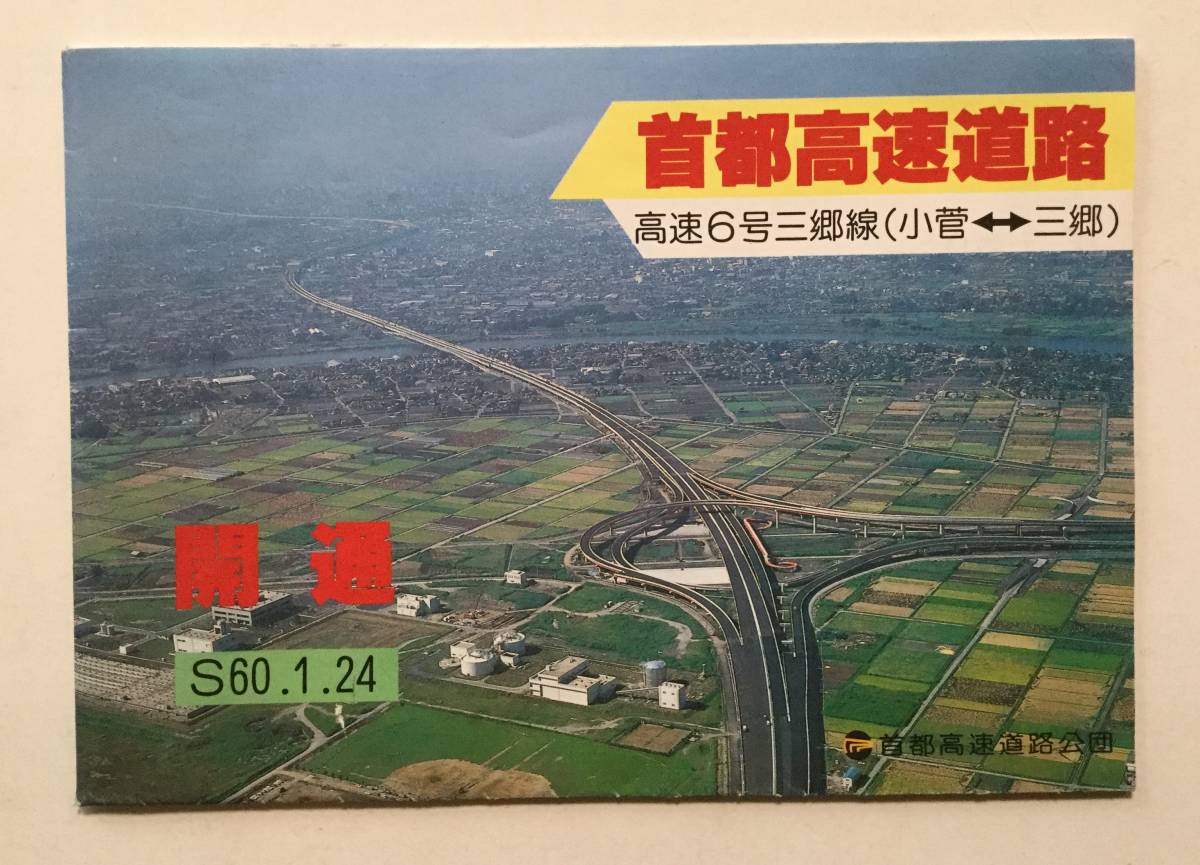 首都高速道路
高速6号三郷線(小菅↔三郷)
開通
S60.1.24
首都高速道路公団